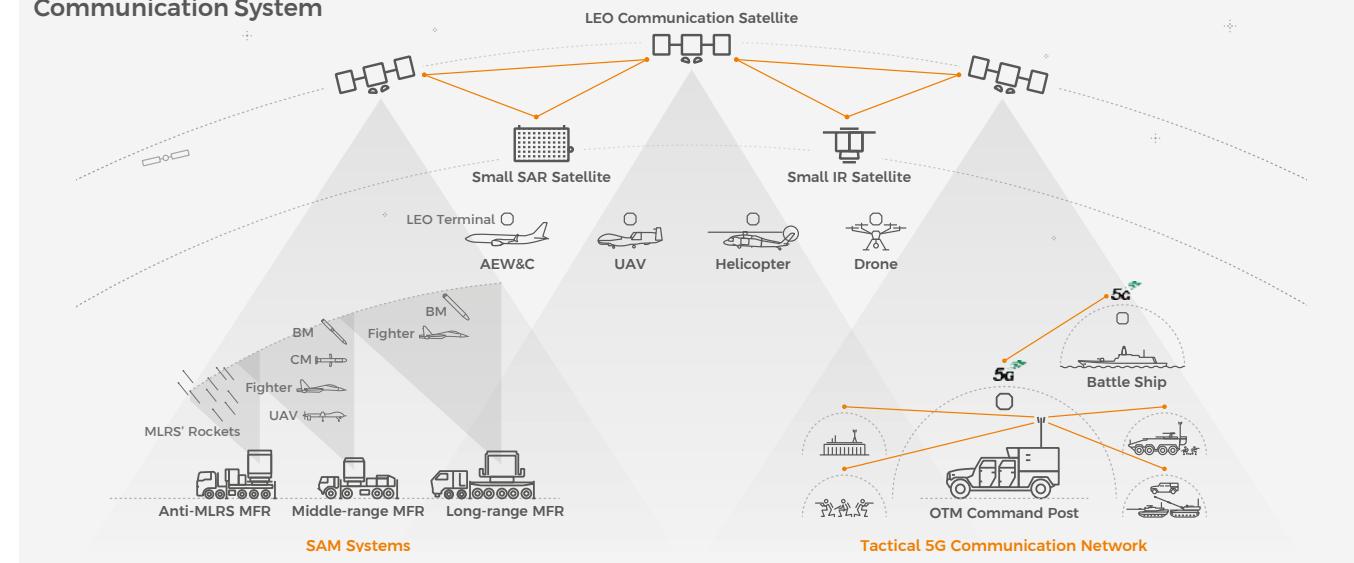 Communication System
LEO Communication Satellite
Small SAR Satellite
Small IR Satellite
LEO Terminal
AEW&C
UAV
Helicopter
Drone
BM
Fighter
BM
CM
Fighter
UAV
MLRS' Rockets
5G
5G
Battle Ship
Anti-MLRS MFR
Middle-range MFR
Long-range MFR
OTM Command Post
SAM Systems
Tactical 5G Communication Network